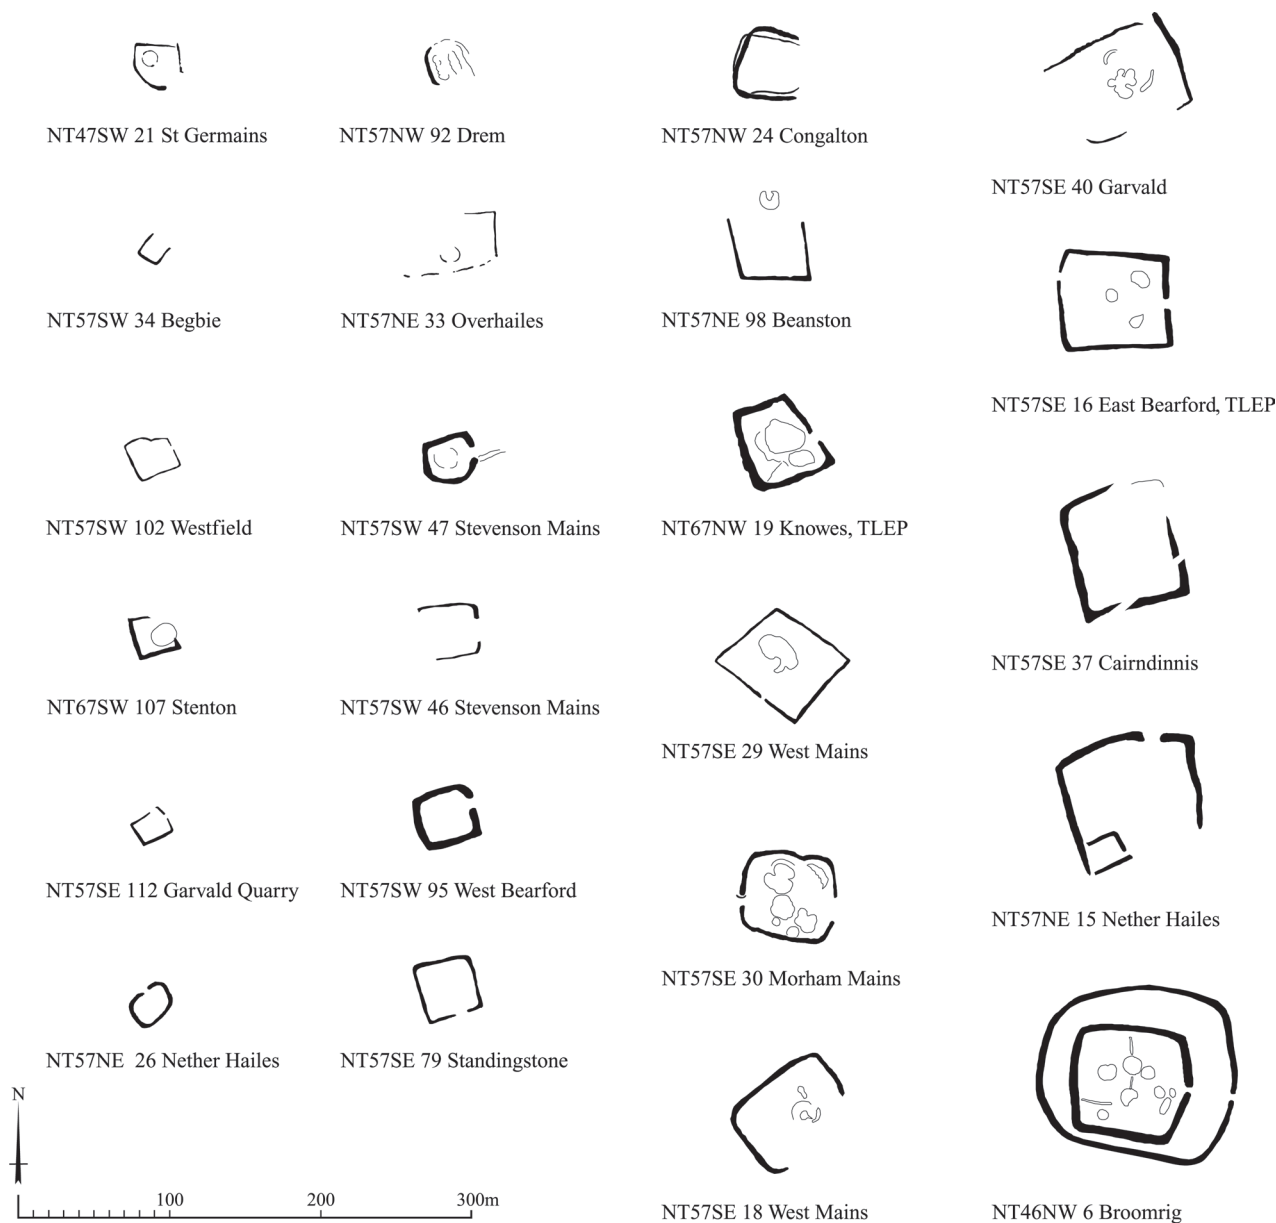 NT47SW 21 St Germains
NT57NW 92 Drem
NT57NW 24 Congalton
NT57SE 40 Garvald
NT57SW 34 Begbie
NT57NE 33 Overhailes
NT57NE 98 Beanston
NT57SE 16 East Bearford, TLEP
NT57SW 102 Westfield
NT57SW 47 Stevenson Mains
NT67NW 19 Knowes, TLEP
NT57SE 37 Cairndinnis
NT67SW 107 Stenton
NT57SW 46 Stevenson Mains
NT57SE 29 West Mains
NT57SE 112 Garvald Quarry
NT57SW 95 West Bearford
NT57NE 15 Nether Hailes
NT57SE 30 Morham Mains
NT57NE 26 Nether Hailes
NT57SE 79 Standingstone
N
100 200 300m
NT57SE 18 West Mains
NT46NW 6 Broomrig